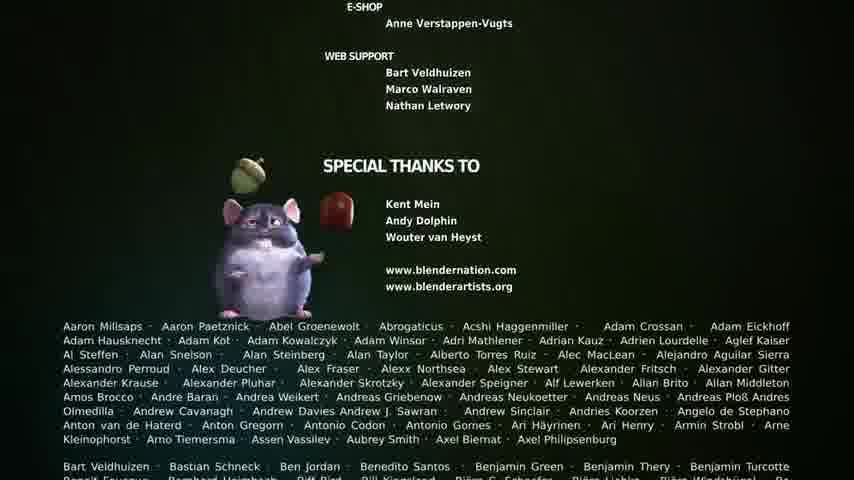 E-SHOP
Anne Verstappen-Vugts
WEB SUPPORT
Bart Veldhuizen
Marco Walraven
Nathan Letwory
SPECIAL THANKS TO
Kent Mein
Andy Dolphin
Wouter van Heyst
www.blendernation.com
www.blenderartists.org
Aaron Millsaps · Aaron Paetznick · Abel Groenewolt · Abrogaticus · Acshi Haggenmiller · Adam Crossan · Adam Eickhoff
Adam Hausknecht · Adam Kot · Adam Kowalczyk · Adam Winsor · Adri Mathlener · Adrian Kauz · Adrien Lourdelle · Aglef Kaiser
Al Steffen · Alan Snelson · Alan Steinberg · Alan Taylor · Alberto Torres Ruiz · Alec MacLean · Alejandro Aguilar Sierra
Alessandro Perroud · Alex Deucher · Alex Fraser · Alexx Northsea · Alex Stewart · Alexander Fritsch · Alexander Gitter
Alexander Krause · Alexander Pluhar · Alexander Skrotzky · Alexander Speigner · Alf Lewerken · Allan Brito · Allan Middleton
Amos Brocco · Andre Baran · Andrea Weikert · Andreas Griebenow · Andreas Neukoetter · Andreas Neus · Andreas Ploß Andres
Olmedilla · Andrew Cavanagh · Andrew Davies Andrew J. Sawran · Andrew Sinclair · Andries Koorzen · Angelo de Stephano
Anton van de Haterd · Anton Gregorn · Antonio Codon · Antonio Gomes · Ari Häyrinen · Ari Henry · Armin Strobl · Arne
Kleinophorst · Arno Tiemersma · Assen Vassilev · Aubrey Smith · Axel Biernat · Axel Philipsenburg
Bart Veldhuizen · Bastian Schneck · Ben Jordan · Benedito Santos · Benjamin Green · Benjamin Thery · Benjamin Turcotte